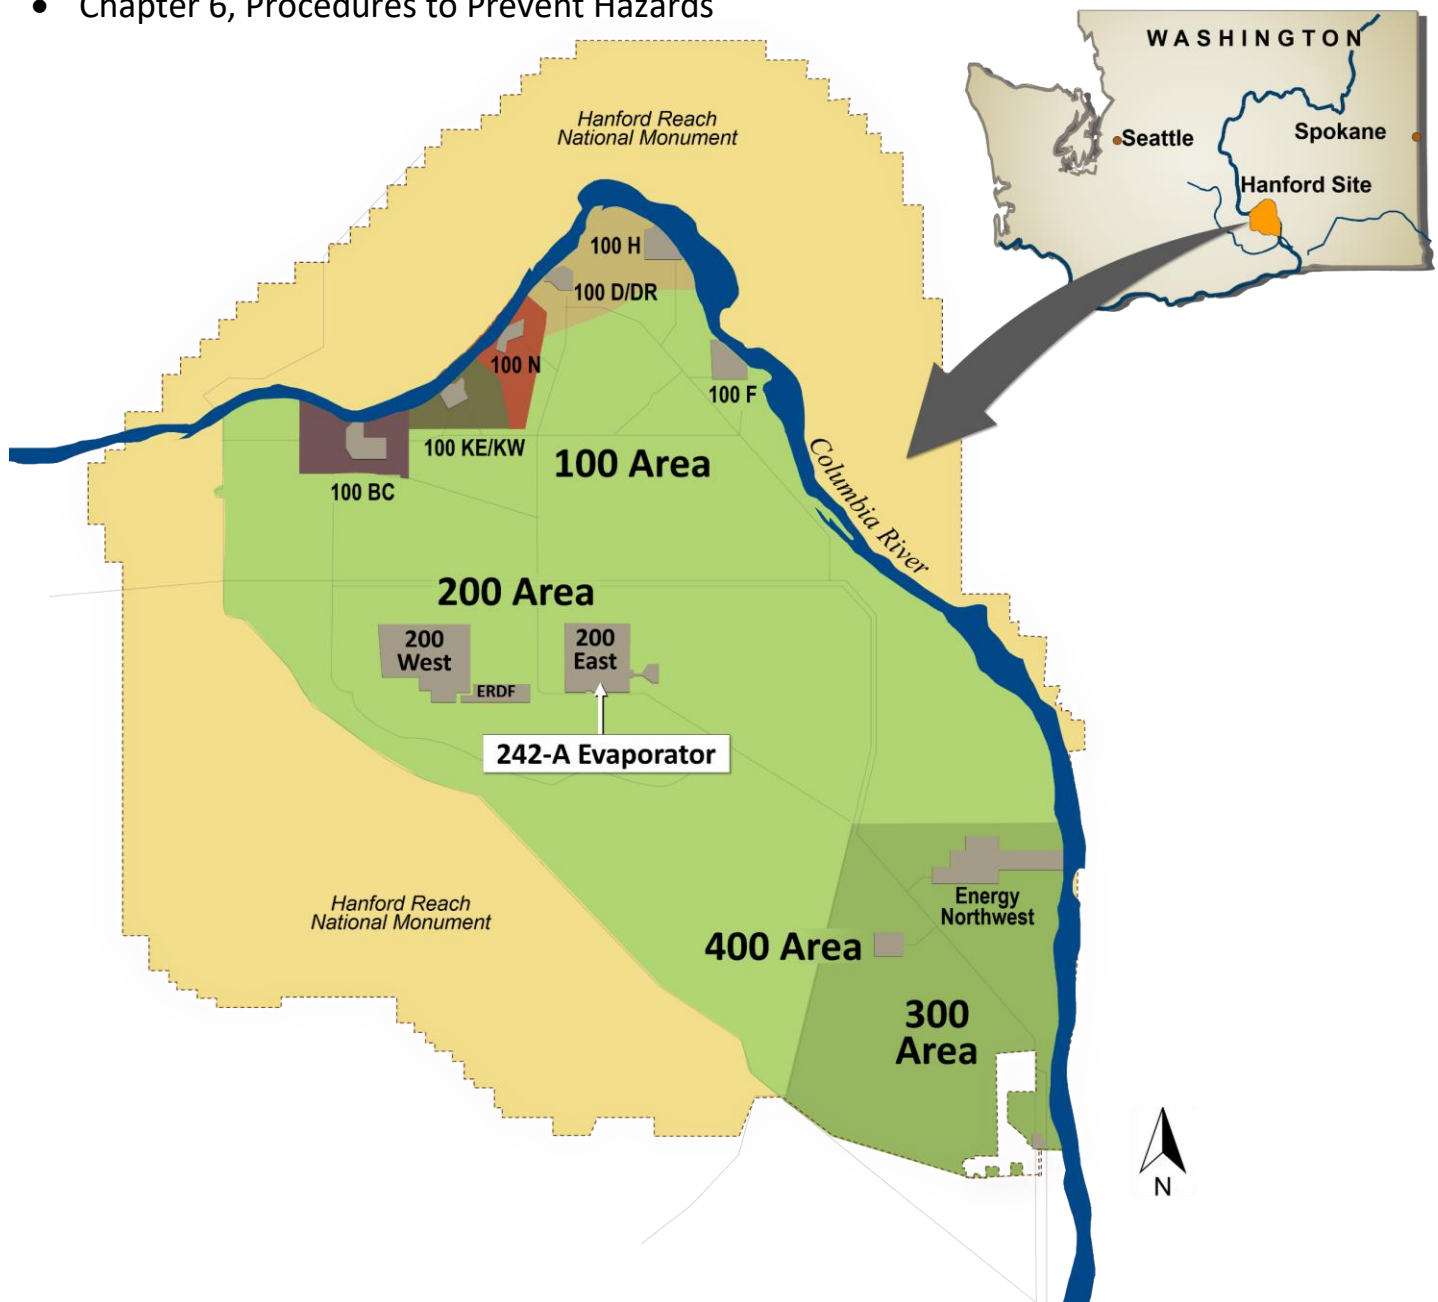 • Chapter 6, Procedures to Prevent Hazards
WASHINGTON
Seattle
Spokane
Hanford Site
Hanford Reach
National Monument
100 H
100 D/DR
100 N
100 F
100 KE/KW
100 BC
100 Area
Columbia River
200 Area
200
West
200
East
ERDF
242-A Evaporator
Energy
Northwest
Hanford Reach
National Monument
400 Area
300
Area
N